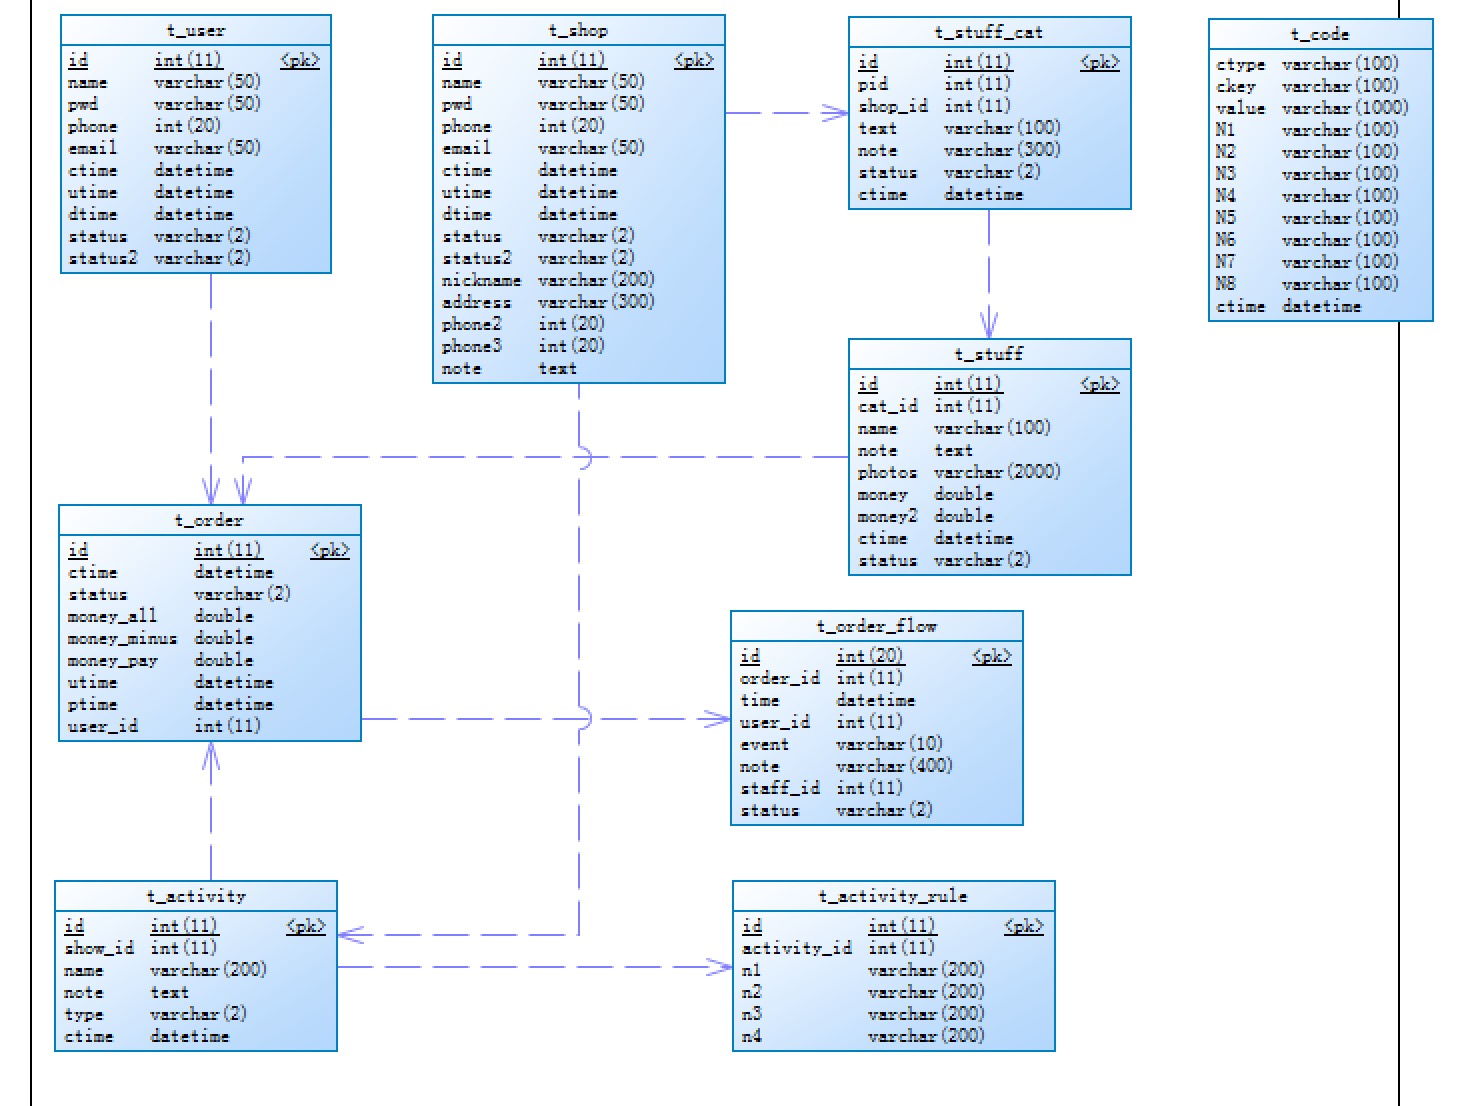 t_user
id int(11) <pk>
name varchar(50)
pwd varchar(50)
phone int(20)
email varchar(50)
ctime datetime
utime datetime
dtime datetime
status varchar(2)
status2 varchar(2)
t_shop
id int(11) <pk>
name varchar(50)
pwd varchar(50)
phone int(20)
email varchar(50)
ctime datetime
utime datetime
dtime datetime
status varchar(2)
status2 varchar(2)
nickname varchar(200)
address varchar(300)
phone2 int(20)
phone3 int(20)
note text
t_stuff_cat
id int(11) <pk>
pid int(11)
shop_id int(11)
text varchar(100)
note varchar(300)
status varchar(2)
ctime datetime
t_code
ctype varchar(100)
ckey varchar(100)
value varchar(1000)
N1 varchar(100)
N2 varchar(100)
N3 varchar(100)
N4 varchar(100)
N5 varchar(100)
N6 varchar(100)
N7 varchar(100)
N8 varchar(100)
ctime datetime
t_stuff
id int(11) <pk>
cat_id int(11)
name varchar(100)
note text
photos varchar(2000)
money double
money2 double
ctime datetime
status varchar(2)
t_order
id int(11) <pk>
ctime datetime
status varchar(2)
money_all double
money_minus double
money_pay double
utime datetime
ptime datetime
user_id int(11)
t_order_flow
id int(20) <pk>
order_id int(11)
time datetime
user_id int(11)
event varchar(10)
note varchar(400)
staff_id int(11)
status varchar(2)
t_activity
id int(11) <pk>
show_id int(11)
name varchar(200)
note text
type varchar(2)
ctime datetime
t_activity_rule
id int(11) <pk>
activity_id int(11)
n1 varchar(200)
n2 varchar(200)
n3 varchar(200)
n4 varchar(200)